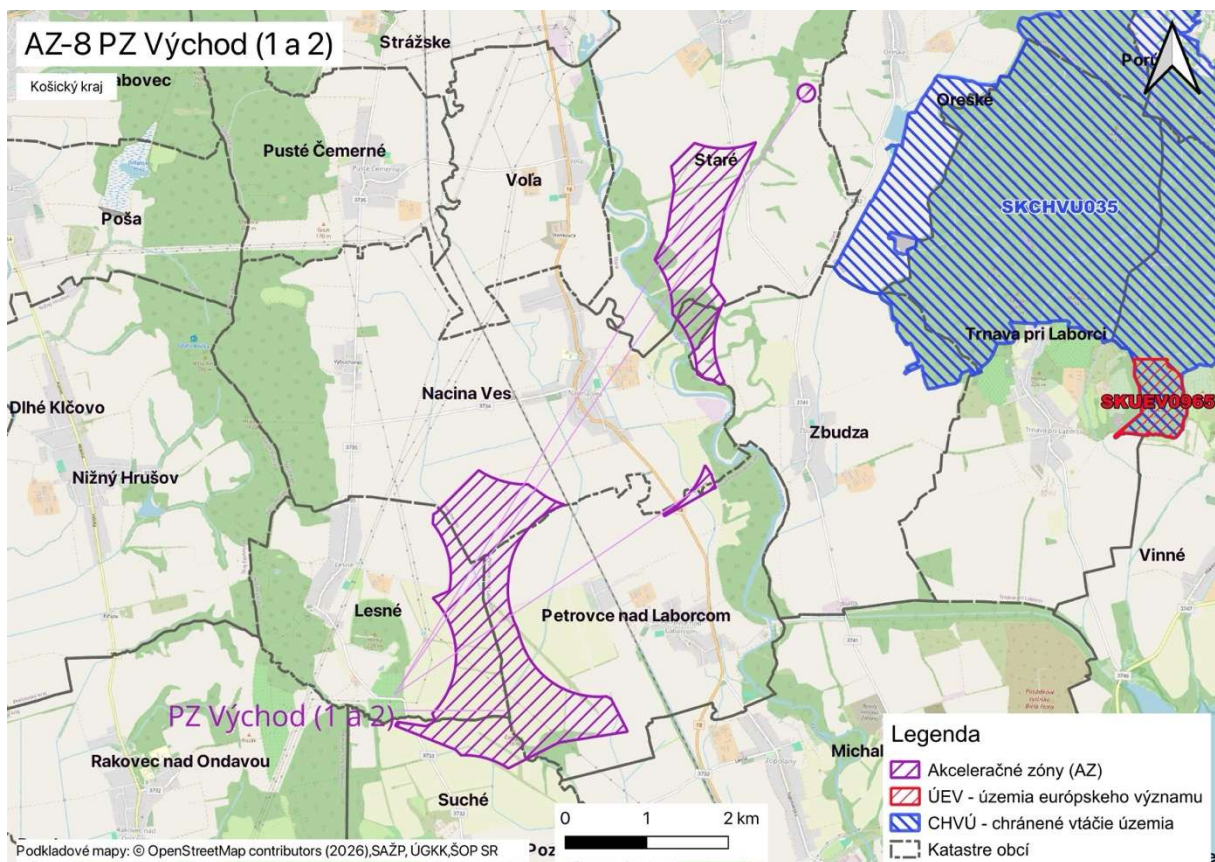 AZ-8 PZ Východ (1 a 2)
Košický kraj
abovec
Strážske
Pusté Čemerné
Voľa
Staré
Oreské
Poša
SKCHVU035
Trnava pri Laborci
Nacina Ves
SKUEV0965
Dlhé Klčovo
Zbudza
Nižný Hrušov
Vinné
Lesné
Petrovce nad Laborcom
PZ Východ (1 a 2)
Rakovec nad Ondavou
Michal
Suché
Legenda
Akceleračné zóny (AZ)
ÚEV - územia európskeho významu
CHVÚ - chránené vtáčie územia
Katastre obcí
0 1 2 km
Podkladové mapy: © OpenStreetMap contributors (2026),SAŽP, ÚGKK,ŠOP SR
Poz